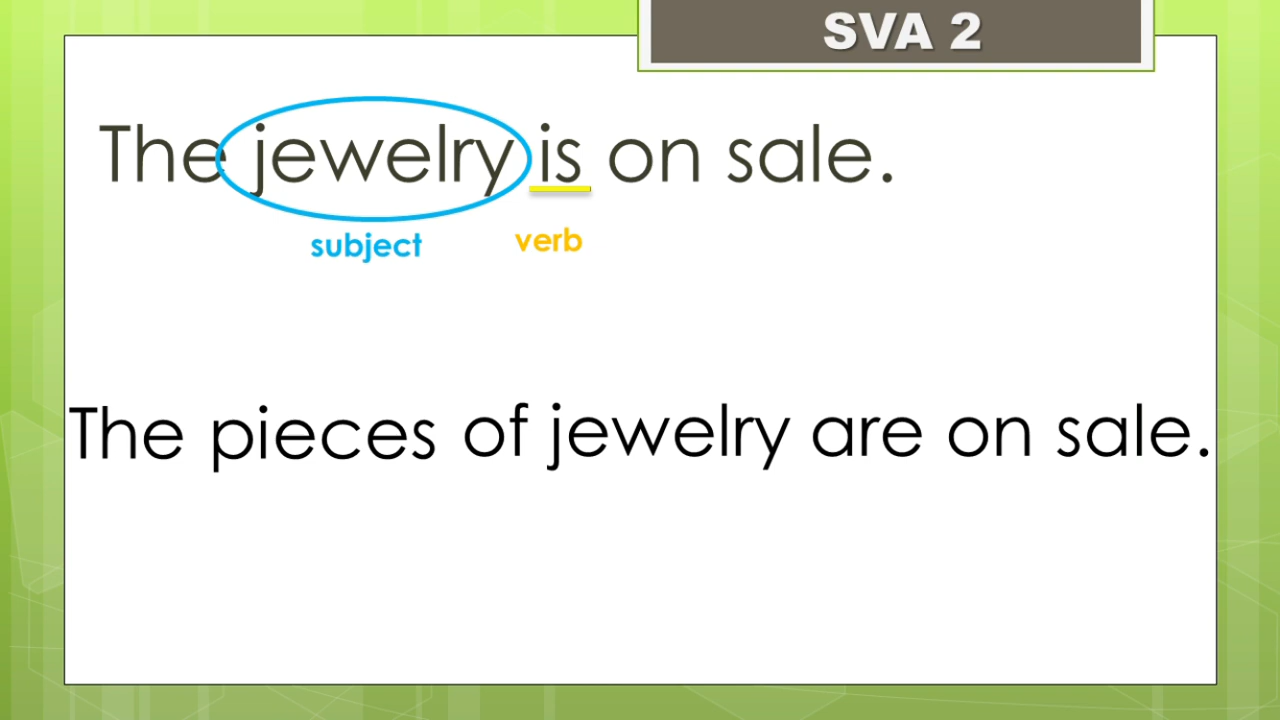 SVA 2
The jewelry is on sale.
subject verb
The pieces of jewelry are on sale.